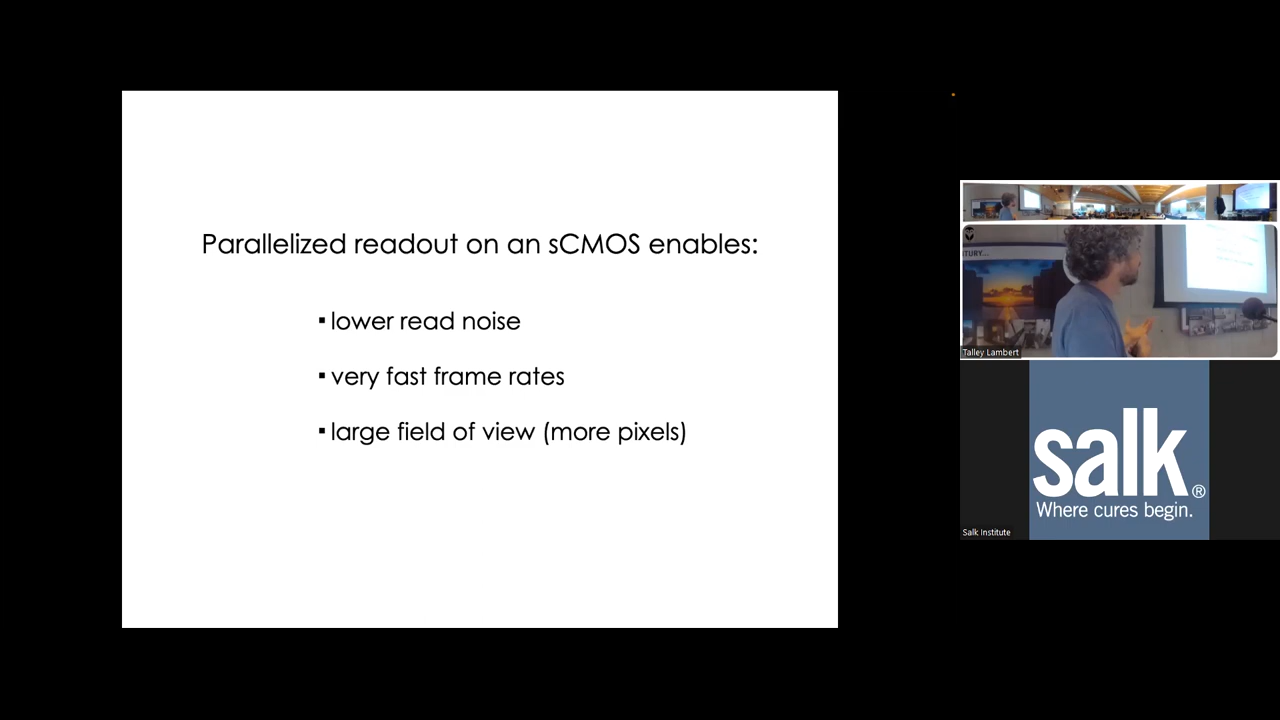 Parallelized readout on an sCMOS enables:
▪ lower read noise
▪ very fast frame rates
▪ large field of view (more pixels)
TURY...
Talley Lambert
salk®
Where cures begin.
Salk Institute